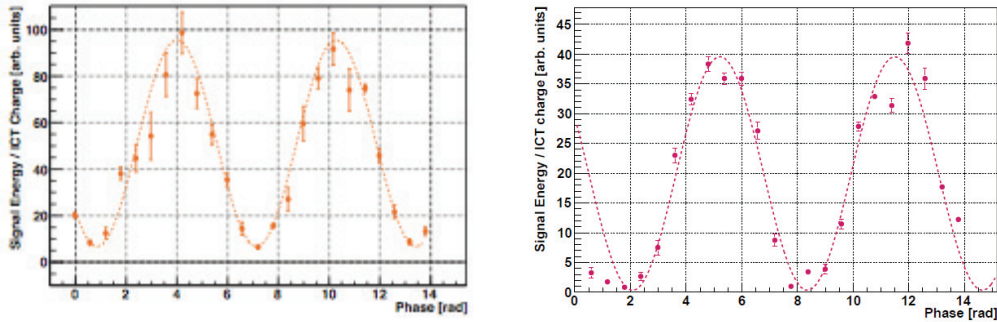 Signal Energy / ICT Charge [arb. units]
100
80
60
40
20
0
0 2 4 6 8 10 12 14
Phase [rad]
Signal Energy / ICT charge [arb. units]
45
40
35
30
25
20
15
10
5
0
0 2 4 6 8 10 12 14
Phase [rad]